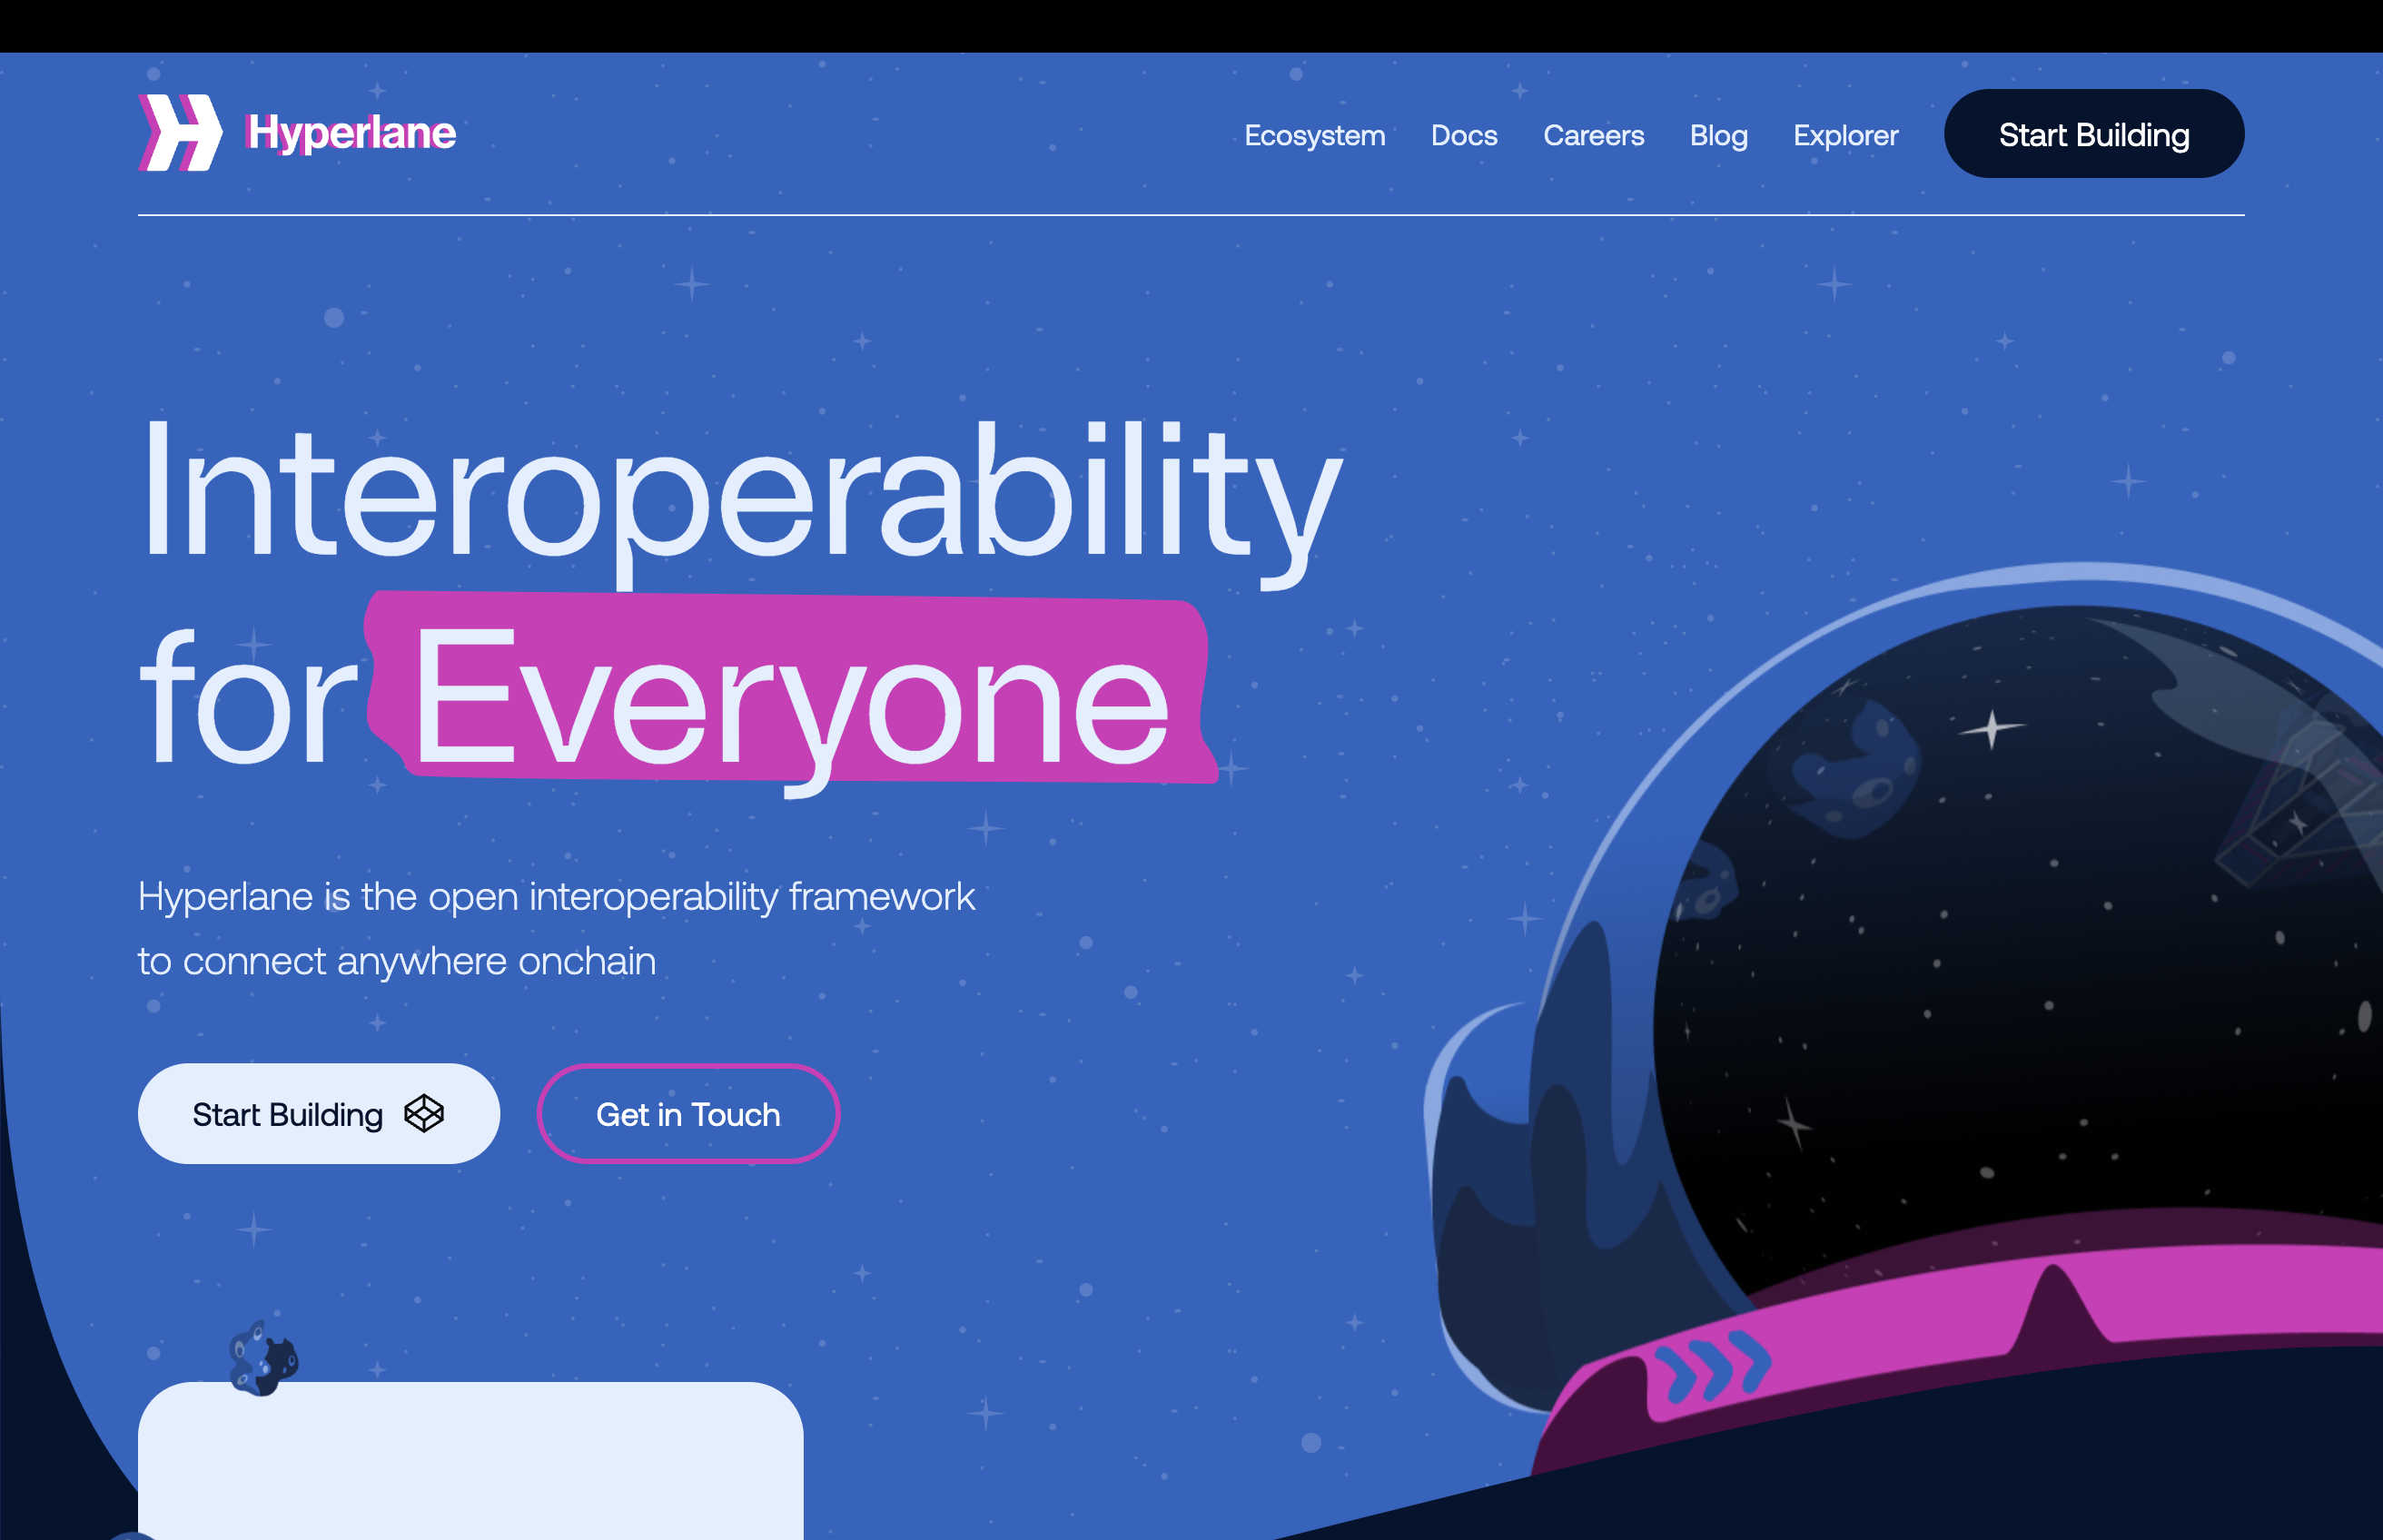 Hyperlane
Ecosystem Docs Careers Blog Explorer Start Building
Interoperability
for Everyone
Hyperlane is the open interoperability framework
to connect anywhere onchain
Start Building Get in Touch